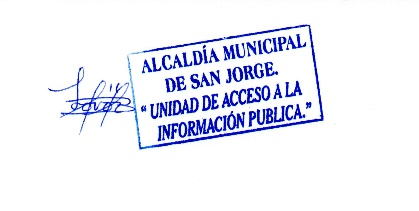 ALCALDÍA MUNICIPAL
DE SAN JORGE.
“ UNIDAD DE ACCESO A LA
INFORMACIÓN PUBLICA.”